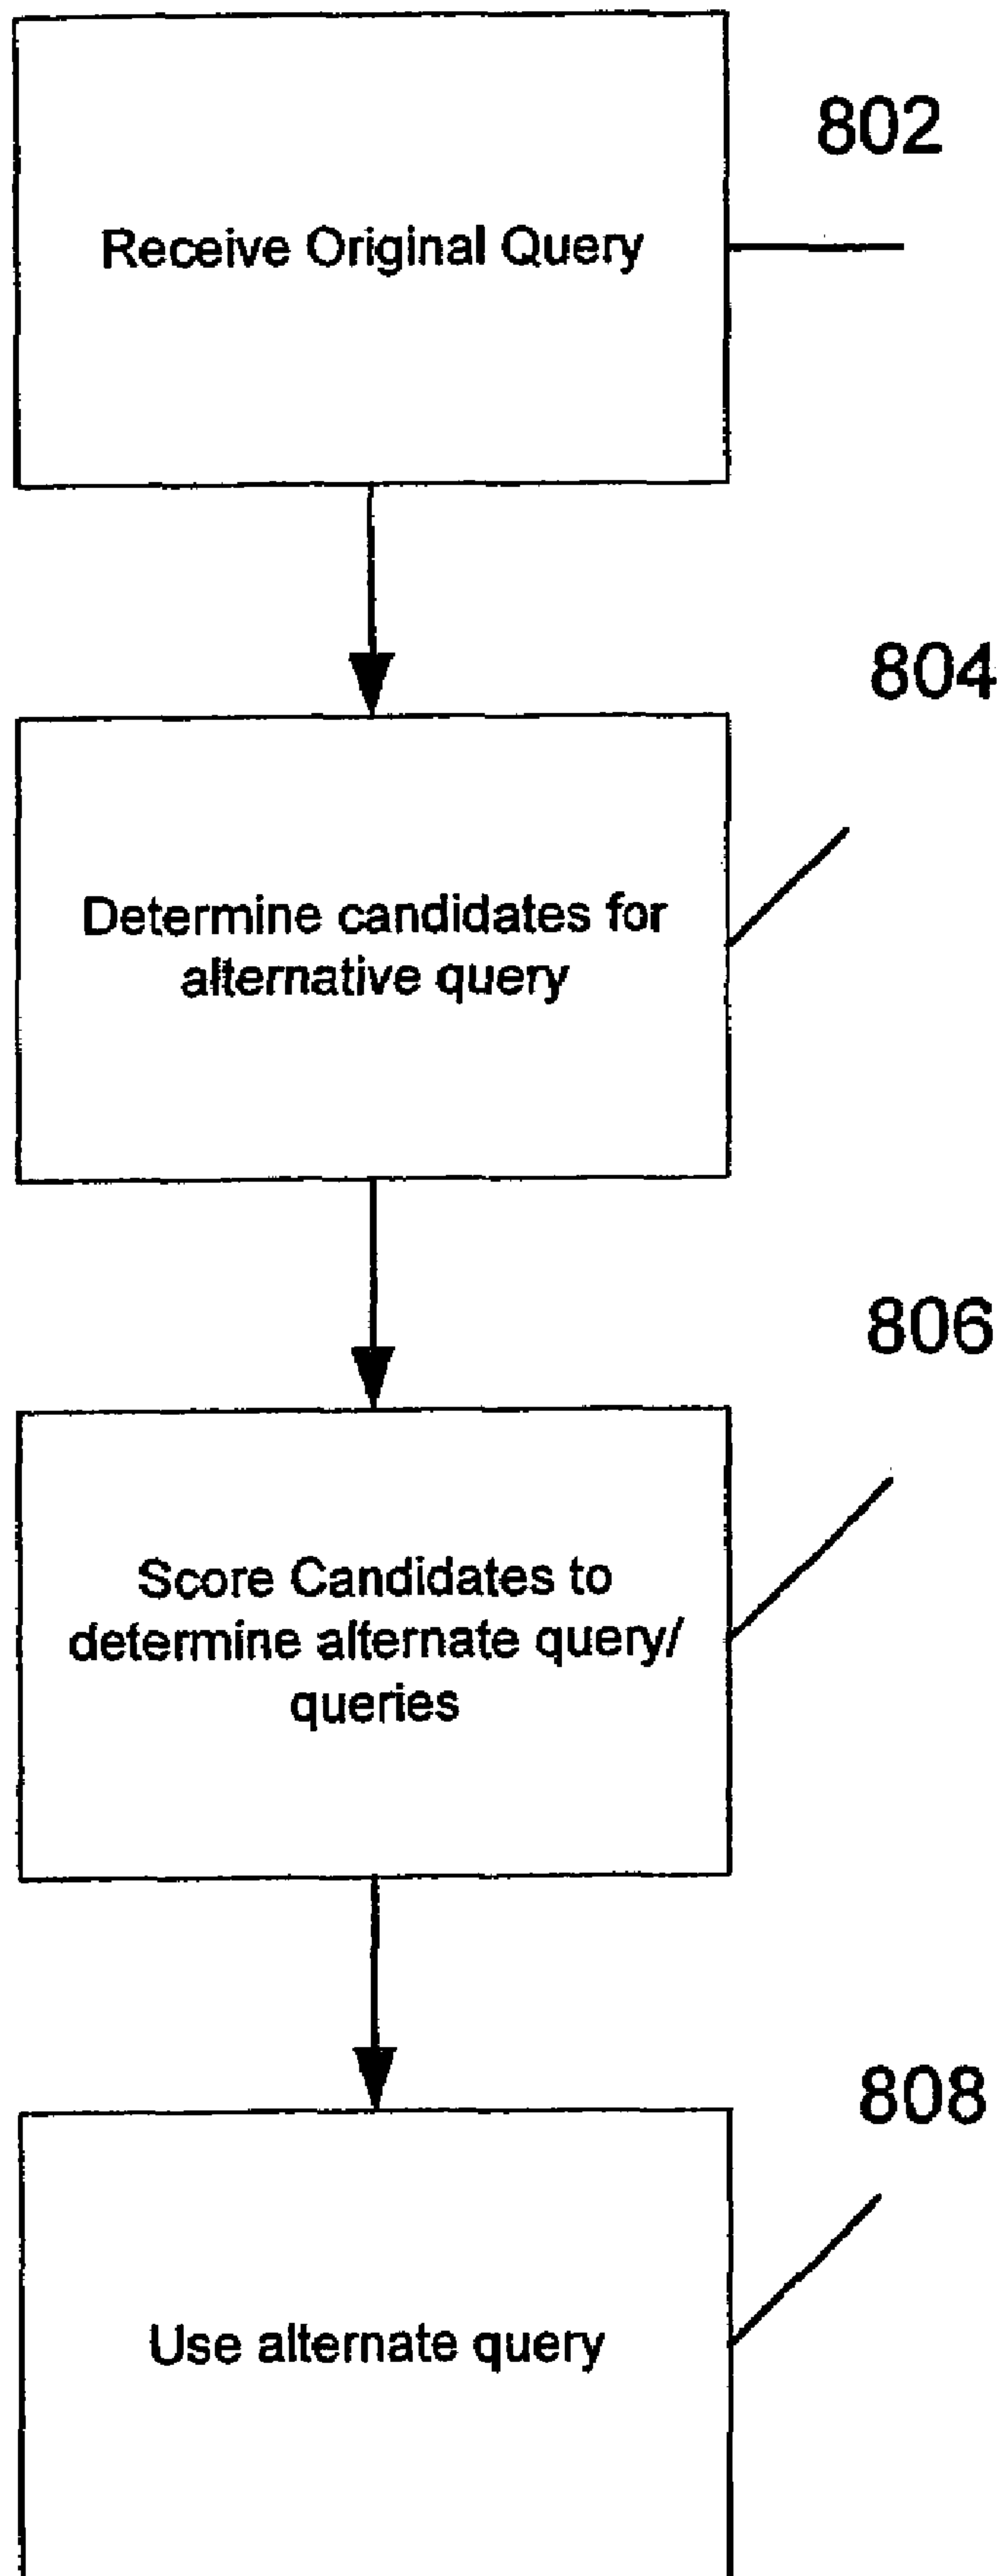 802
Receive Original Query
804
Determine candidates for
alternative query
806
Score Candidates to
determine alternate query/
queries
808
Use alternate query